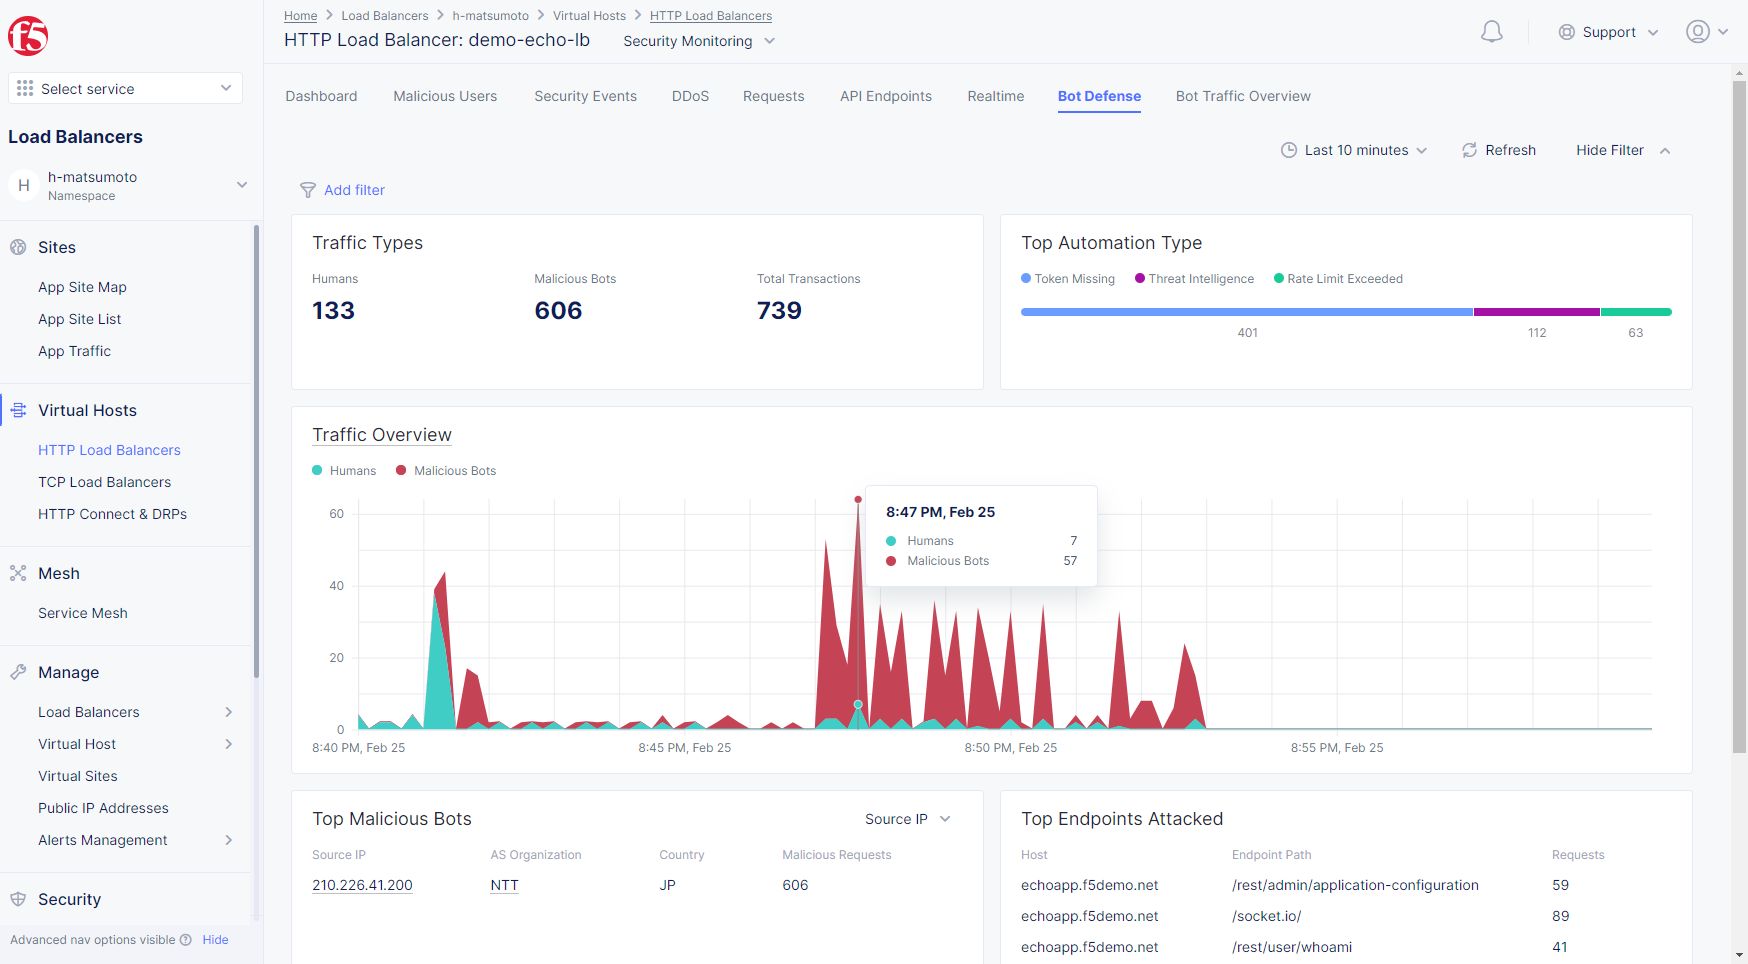 f5
Select service
Load Balancers
H
h-matsumoto
Namespace
Sites
App Site Map
App Site List
App Traffic
Virtual Hosts
HTTP Load Balancers
TCP Load Balancers
HTTP Connect & DRPs
Mesh
Service Mesh
Manage
Load Balancers
Virtual Host
Virtual Sites
Public IP Addresses
Alerts Management
Security
Advanced nav options visible ? Hide
Home > Load Balancers > h-matsumoto > Virtual Hosts > HTTP Load Balancers
HTTP Load Balancer: demo-echo-lb Security Monitoring
Support
Dashboard Malicious Users Security Events DDoS Requests API Endpoints Realtime Bot Defense Bot Traffic Overview
Last 10 minutes Refresh Hide Filter
Add filter
Traffic Types
Humans Malicious Bots Total Transactions
133 606 739
Top Automation Type
Token Missing Threat Intelligence Rate Limit Exceeded
401 112 63
Traffic Overview
Humans Malicious Bots
60
40
20
0
8:40 PM, Feb 25 8:45 PM, Feb 25 8:50 PM, Feb 25 8:55 PM, Feb 25
8:47 PM, Feb 25
Humans 7
Malicious Bots 57
Top Malicious Bots Source IP
Source IP AS Organization Country Malicious Requests
210.226.41.200 NTT JP 606
Top Endpoints Attacked
Host Endpoint Path Requests
echoapp.f5demo.net /rest/admin/application-configuration 59
echoapp.f5demo.net /socket.io/ 89
echoapp.f5demo.net /rest/user/whoami 41